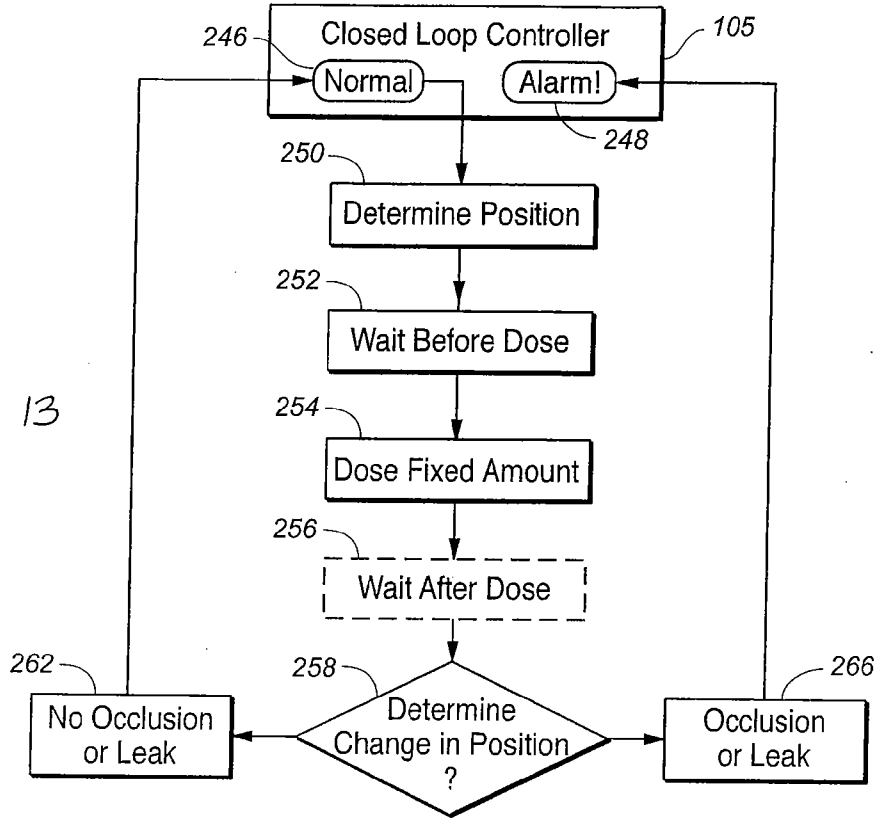 Closed Loop Controller
105
246
Normal
Alarm!
248
250
Determine Position
252
Wait Before Dose
13
254
Dose Fixed Amount
256
Wait After Dose
262
No Occlusion
or Leak
258
Determine
Change in Position
?
266
Occlusion
or Leak